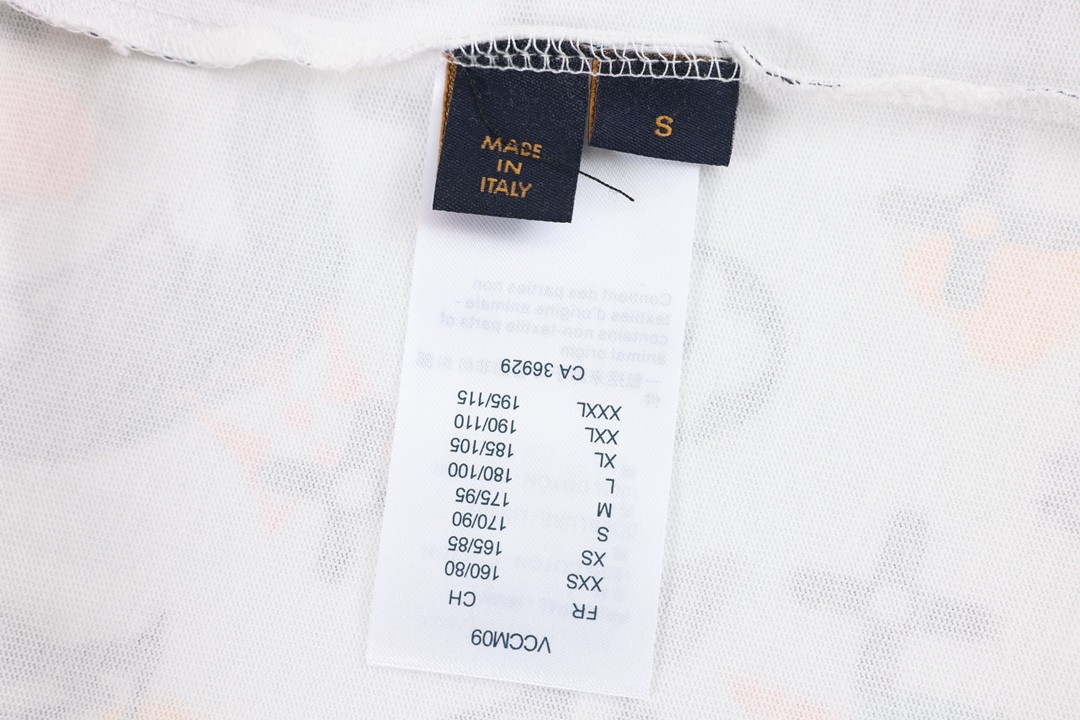 MADE
IN
ITALY
S
VCCM09
FR CH
XXS 160/80
XS 165/85
S 170/90
M 175/95
L 180/100
XL 185/105
XXL 190/110
XXXL 195/115
CA 36929
Contient des parties non
textiles d'origine animale -
contains non-textile parts of
animal origin